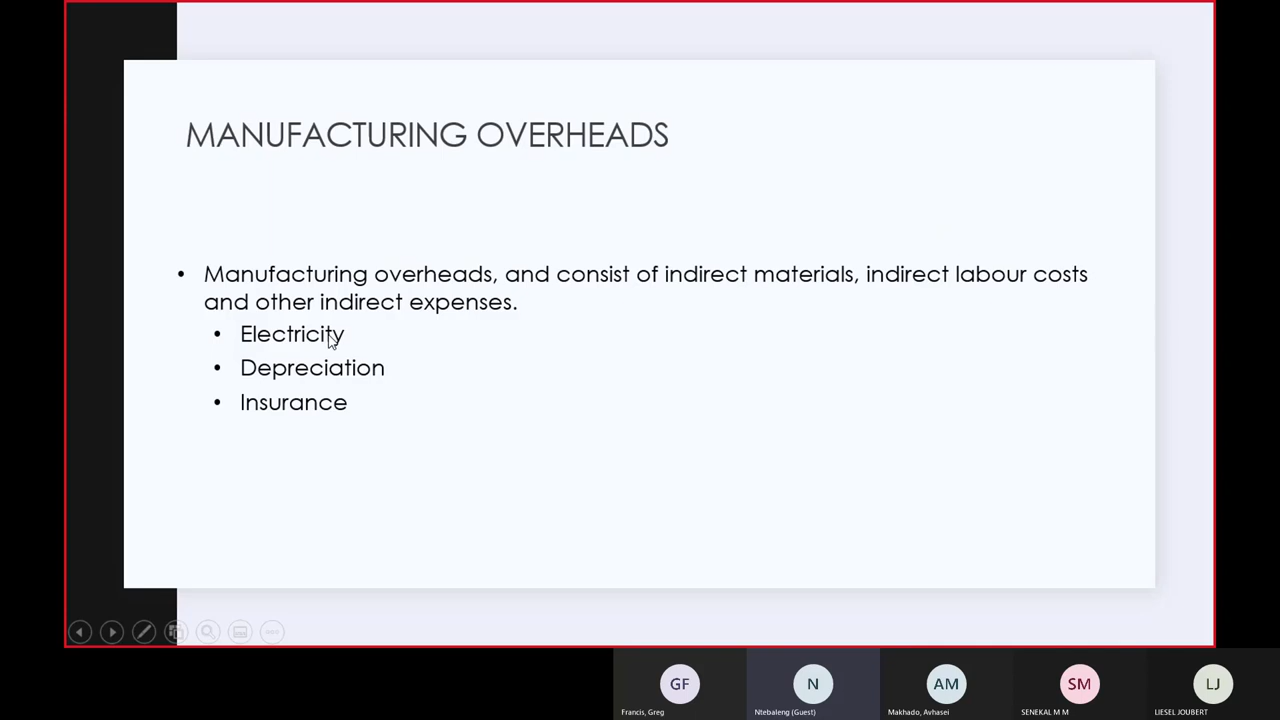 MANUFACTURING OVERHEADS
• Manufacturing overheads, and consist of indirect materials, indirect labour costs
and other indirect expenses.
• Electricity
• Depreciation
• Insurance
GF
N
AM
SM
LJ
Francis, Greg
Ntebaleng (Guest)
Makhado, Avhasei
SENEKAL M M
LIESEL JOUBERT